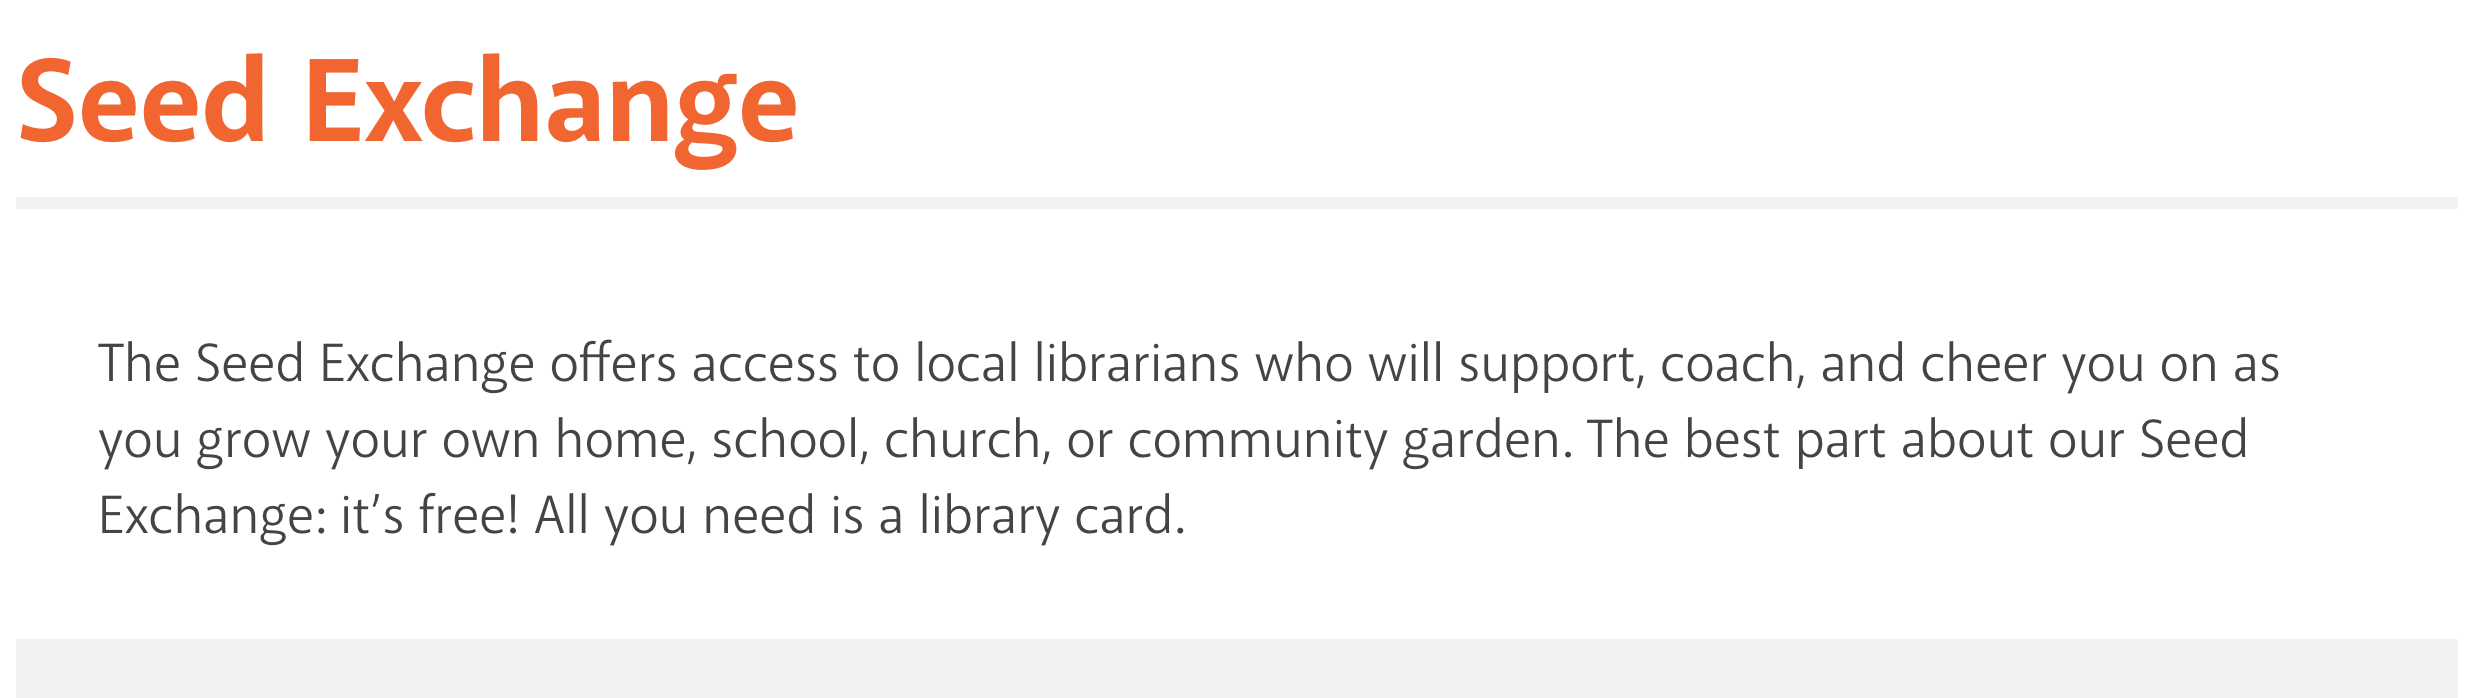 Seed Exchange
The Seed Exchange offers access to local librarians who will support, coach, and cheer you on as
you grow your own home, school, church, or community garden. The best part about our Seed
Exchange: it’s free! All you need is a library card.